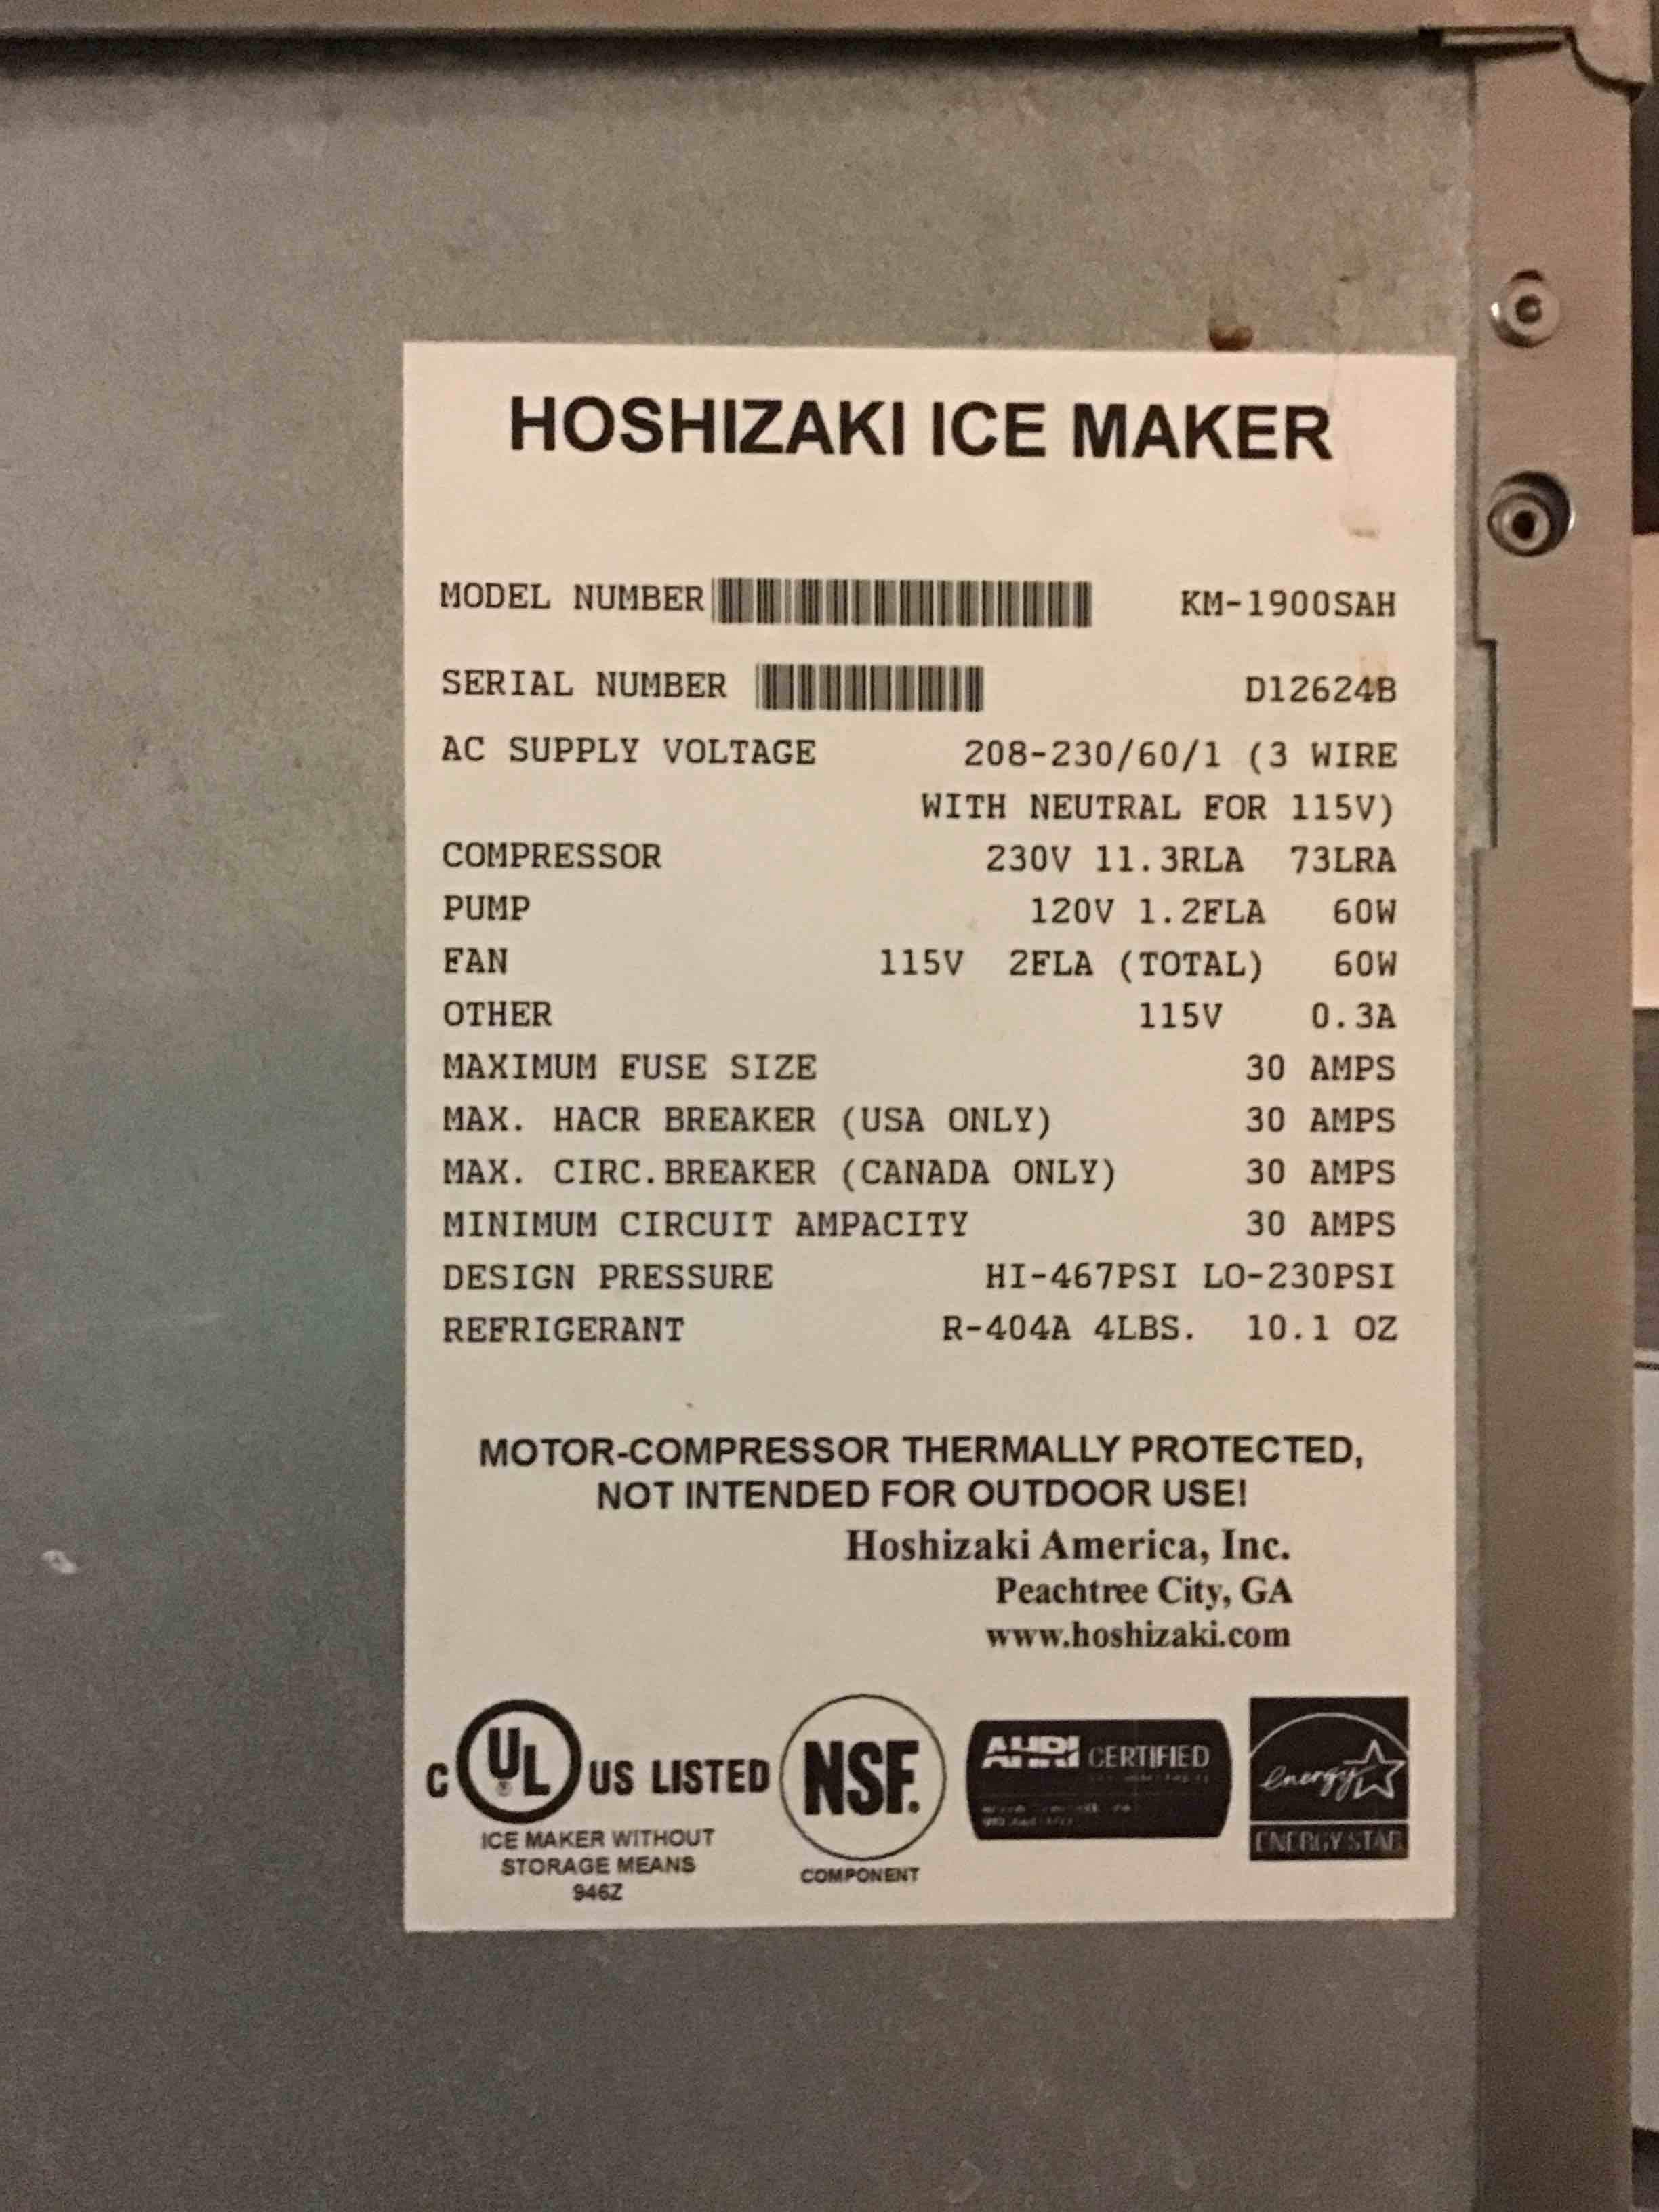 HOSHIZAKI ICE MAKER
MODEL NUMBER KM-1900SAH
SERIAL NUMBER D12624B
AC SUPPLY VOLTAGE 208-230/60/1 (3 WIRE
WITH NEUTRAL FOR 115V)
COMPRESSOR 230V 11.3RLA 73LRA
PUMP 120V 1.2FLA 60W
FAN 115V 2FLA (TOTAL) 60W
OTHER 115V 0.3A
MAXIMUM FUSE SIZE 30 AMPS
MAX. HACR BREAKER (USA ONLY) 30 AMPS
MAX. CIRC.BREAKER (CANADA ONLY) 30 AMPS
MINIMUM CIRCUIT AMPACITY 30 AMPS
DESIGN PRESSURE HI-467PSI LO-230PSI
REFRIGERANT R-404A 4LBS. 10.1 OZ
MOTOR-COMPRESSOR THERMALLY PROTECTED,
NOT INTENDED FOR OUTDOOR USE!
Hoshizaki America, Inc.
Peachtree City, GA
www.hoshizaki.com
C UL ® US LISTED
ICE MAKER WITHOUT
STORAGE MEANS
946Z
NSF.
COMPONENT
AHRI CERTIFIED
energy
ENERGY STAR